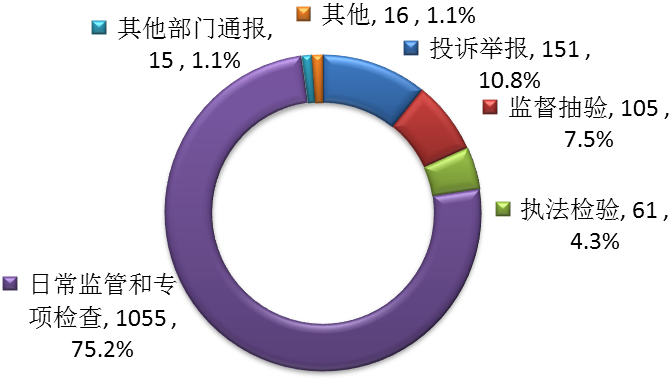 其他部门通报,
15 , 1.1%
其他, 16 , 1.1%
投诉举报, 151 ,
10.8%
监督抽验, 105 ,
7.5%
执法检验, 61 ,
4.3%
日常监管和专
项检查, 1055 ,
75.2%